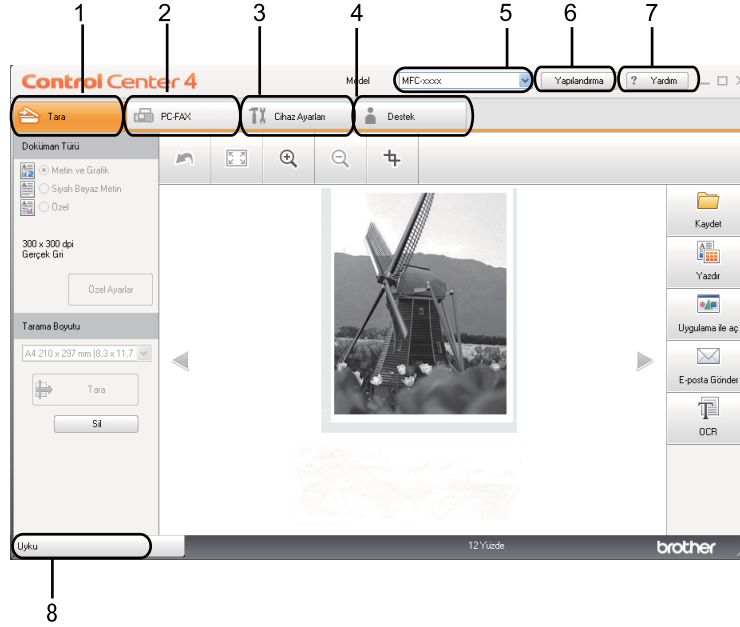 1 2 3 4 5 6 7
Control Center 4
Model MFC-xxxx Yapılandırma ? Yardım
Tara PC-FAX Cihaz Ayarları Destek
Doküman Türü
Metin ve Grafik
Siyah Beyaz Metin
Özel
300 x 300 dpi
Gerçek Gri
Özel Ayarlar
Tarama Boyutu
A4 210 x 297 mm (8,3 x 11,7
Tara
Sil
Kaydet
Yazdır
Uygulama ile aç
E-posta Gönder
OCR
Uyku 12 Yüzde brother
8